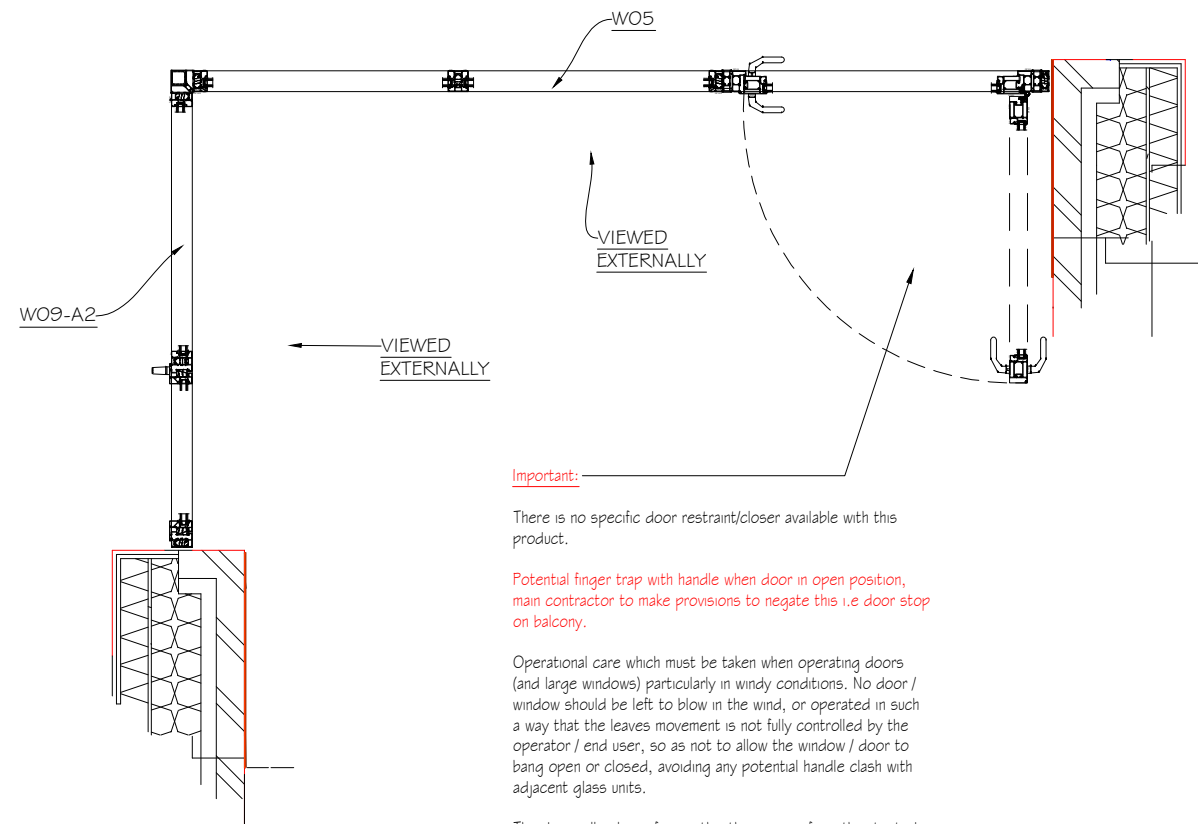 W05
VIEWED
EXTERNALLY
W09-A2
VIEWED
EXTERNALLY
Important:
There is no specific door restraint/closer available with this
product.
Potential finger trap with handle when door in open position,
main contractor to make provisions to negate this i.e door stop
on balcony.
Operational care which must be taken when operating doors
(and large windows) particularly in windy conditions. No door /
window should be left to blow in the wind, or operated in such
a way that the leaves movement is not fully controlled by the
operator / end user, so as not to allow the window / door to
bang open or closed, avoiding any potential handle clash with
adjacent glass units.